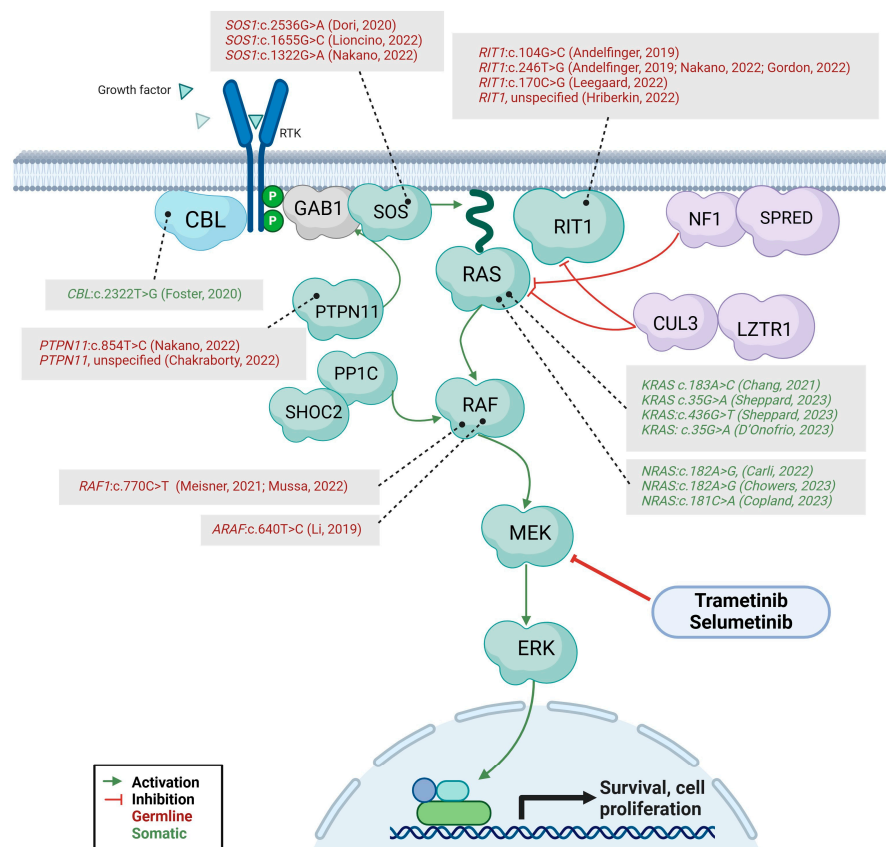 SOS1:c.2536G>A (Dori, 2020)
SOS1:c.1655G>C (Lioncino, 2022)
SOS1:c.1322G>A (Nakano, 2022)
RIT1:c.104G>C (Andelfinger, 2019)
RIT1:c.246T>G (Andelfinger, 2019; Nakano, 2022; Gordon, 2022)
RIT1:c.170C>G (Leegaard, 2022)
RIT1, unspecified (Hriberkin, 2022)
Growth factor
RTK
P
P
CBL
GAB1
SOS
RIT1
NF1
SPRED
RAS
CBL:c.2322T>G (Foster, 2020)
PTPN11
CUL3
LZTR1
PTPN11:c.854T>C (Nakano, 2022)
PTPN11, unspecified (Chakraborty, 2022)
PP1C
SHOC2
RAF
KRAS c.183A>C (Chang, 2021)
KRAS c.35G>A (Sheppard, 2023)
KRAS:c.436G>T (Sheppard, 2023)
KRAS: c.35G>A (D'Onofrio, 2023)
NRAS:c.182A>G, (Carli, 2022)
NRAS:c.182A>G (Chowers, 2023)
NRAS:c.181C>A (Copland, 2023)
RAF1:c.770C>T (Meisner, 2021; Mussa, 2022)
ARAF:c.640T>C (Li, 2019)
MEK
Trametinib
Selumetinib
ERK
Survival, cell
proliferation
Activation
Inhibition
Germline
Somatic